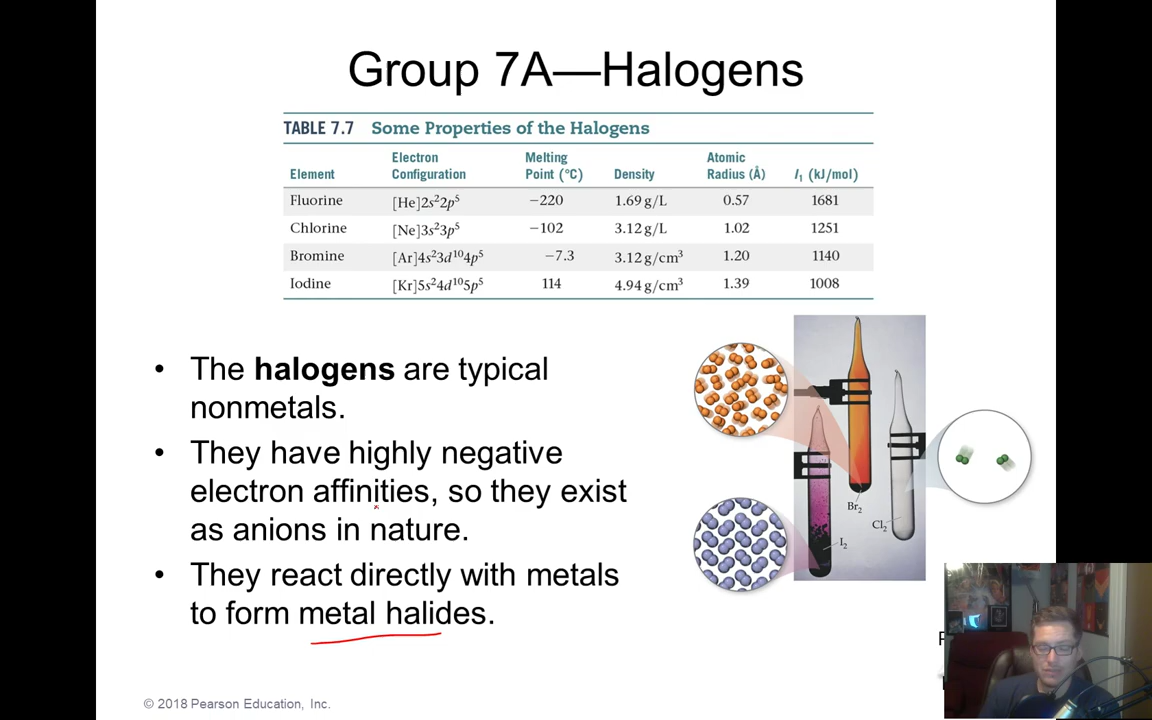 Group 7A—Halogens
TABLE 7.7 Some Properties of the Halogens
Element Electron Configuration Melting Point (°C) Density Atomic Radius (Å) I₁ (kJ/mol)
Fluorine [He]2s²2p⁵ −220 1.69 g/L 0.57 1681
Chlorine [Ne]3s²3p⁵ −102 3.12 g/L 1.02 1251
Bromine [Ar]4s²3d¹⁰4p⁵ −7.3 3.12 g/cm³ 1.20 1140
Iodine [Kr]5s²4d¹⁰5p⁵ 114 4.94 g/cm³ 1.39 1008
• The halogens are typical
nonmetals.
• They have highly negative
electron affinities, so they exist
as anions in nature.
• They react directly with metals
to form metal halides.
Br₂
Cl₂
I₂
© 2018 Pearson Education, Inc.